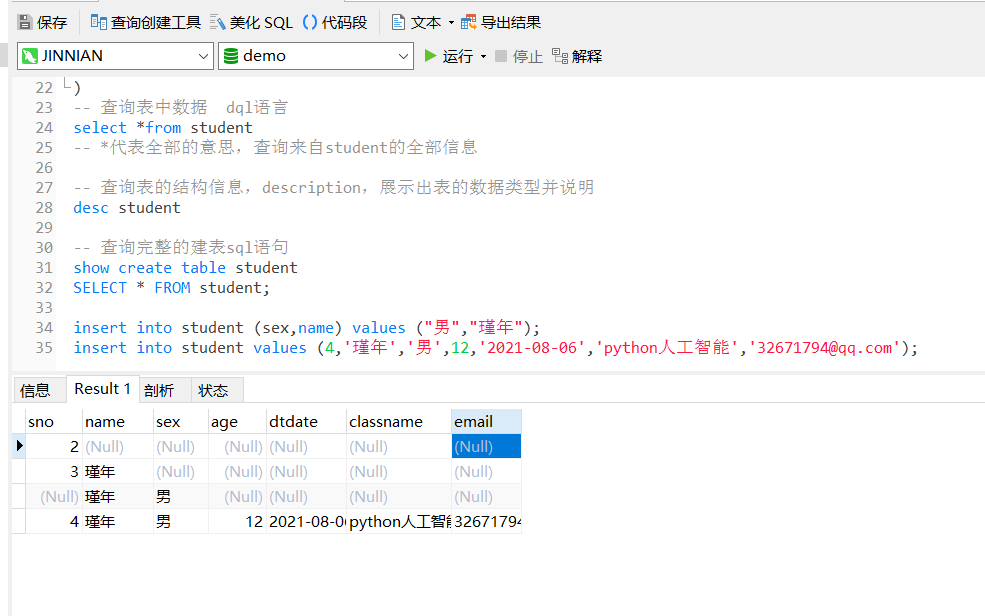 保存 查询创建工具 美化 SQL () 代码段 文本 导出结果
JINNIAN demo 运行 停止 解释
22 )
23 -- 查询表中数据 dql语言
24 select *from student
25 -- *代表全部的意思，查询来自student的全部信息
26
27 -- 查询表的结构信息，description，展示出表的数据类型并说明
28 desc student
29
30 -- 查询完整的建表sql语句
31 show create table student
32 SELECT * FROM student;
33
34 insert into student (sex,name) values ("男","瑾年");
35 insert into student values (4,'瑾年','男',12,'2021-08-06','python人工智能','32671794@qq.com');
信息 Result 1 剖析 状态
sno name sex age dtdate classname email
2 (Null) (Null) (Null) (Null) (Null) (Null)
3 瑾年 (Null) (Null) (Null) (Null) (Null)
(Null) 瑾年 男 (Null) (Null) (Null) (Null)
4 瑾年 男 12 2021-08-0 python人工智能 32671794